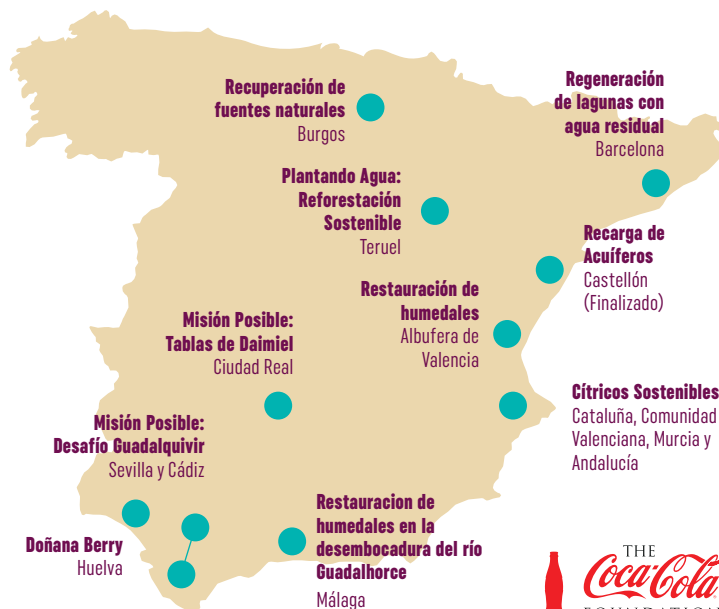 Recuperación de
fuentes naturales
Burgos
Regeneración
de lagunas con
agua residual
Barcelona
Plantando Agua:
Reforestación
Sostenible
Teruel
Recarga de
Acuíferos
Castellón
(Finalizado)
Restauración de
humedales
Albufera de
Valencia
Misión Posible:
Tablas de Daimiel
Ciudad Real
Cítricos Sostenibles
Cataluña, Comunidad
Valenciana, Murcia y
Andalucía
Misión Posible:
Desafío Guadalquivir
Sevilla y Cádiz
Doñana Berry
Huelva
Restauracion de
humedales en la
desembocadura del río
Guadalhorce
Málaga
THE
Coca-Cola
FOUNDATION